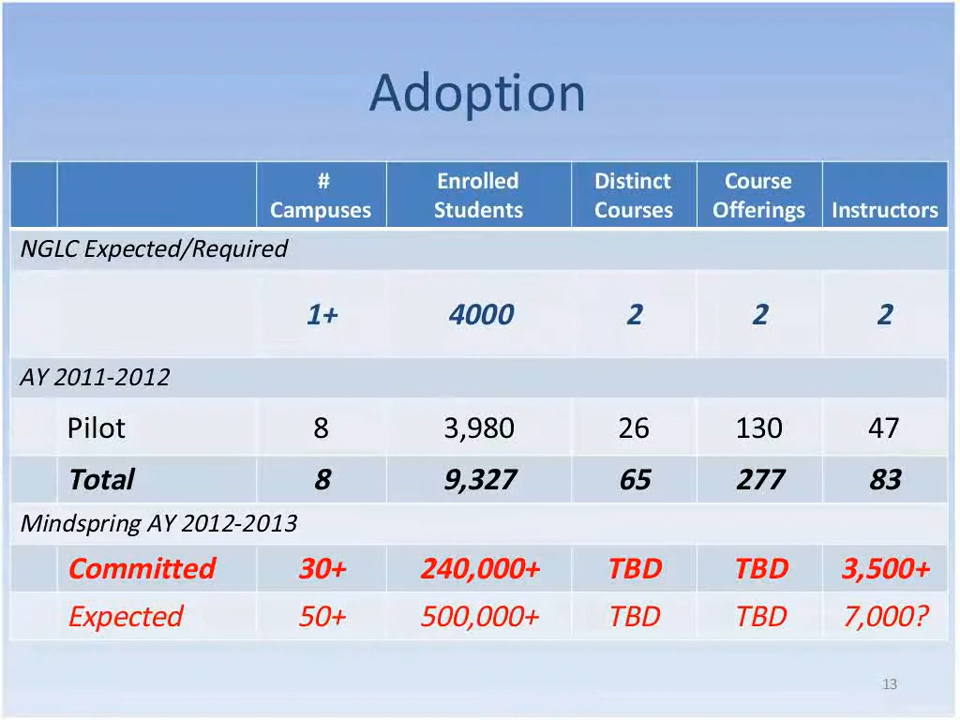 Adoption
# Campuses Enrolled Students Distinct Courses Course Offerings Instructors
NGLC Expected/Required
1+ 4000 2 2 2
AY 2011-2012
Pilot 8 3,980 26 130 47
Total 8 9,327 65 277 83
Mindspring AY 2012-2013
Committed 30+ 240,000+ TBD TBD 3,500+
Expected 50+ 500,000+ TBD TBD 7,000?
13